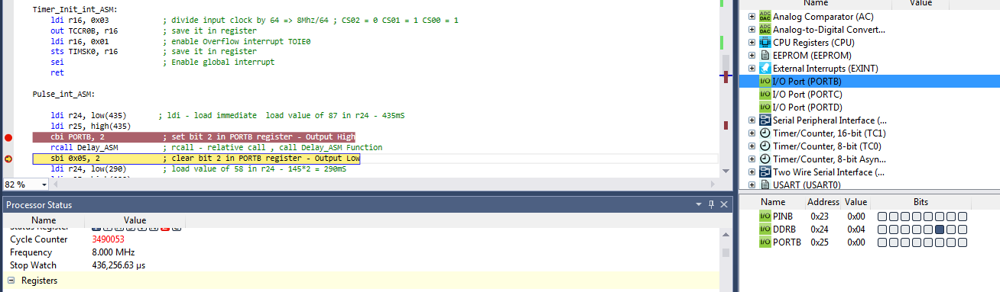 Timer_Init_int_ASM:
ldi r16, 0x03 ; divide input clock by 64 => 8Mhz/64 ; CS02 = 0 CS01 = 1 CS00 = 1
out TCCR0B, r16 ; save it in register
ldi r16, 0x01 ; enable Overflow interrupt TOIE0
sts TIMSK0, r16 ; save it in register
sei ; Enable global interrupt
ret
Pulse_int_ASM:
ldi r24, low(435) ; ldi - load immediate load value of 87 in r24 - 435mS
ldi r25, high(435)
cbi PORTB, 2 ; set bit 2 in PORTB register - Output High
rcall Delay_ASM ; rcall - relative call , call Delay_ASM Function
sbi 0x05, 2 ; clear bit 2 in PORTB register - Output Low
ldi r24, low(290) ; load value of 58 in r24 - 145*2 = 290mS
82 %
Processor Status
Name Value
Status Register
Cycle Counter 3490053
Frequency 8.000 MHz
Stop Watch 436,256.63 µs
Registers
Name Value
Analog Comparator (AC)
Analog-to-Digital Convert...
CPU Registers (CPU)
EEPROM (EEPROM)
External Interrupts (EXINT)
I/O I/O Port (PORTB)
I/O I/O Port (PORTC)
I/O I/O Port (PORTD)
Serial Peripheral Interface (...
Timer/Counter, 16-bit (TC1)
Timer/Counter, 8-bit (TC0)
Timer/Counter, 8-bit Asyn...
Two Wire Serial Interface (...
USART (USART0)
Name Address Value Bits
I/O PINB 0x23 0x00
I/O DDRB 0x24 0x04
I/O PORTB 0x25 0x00